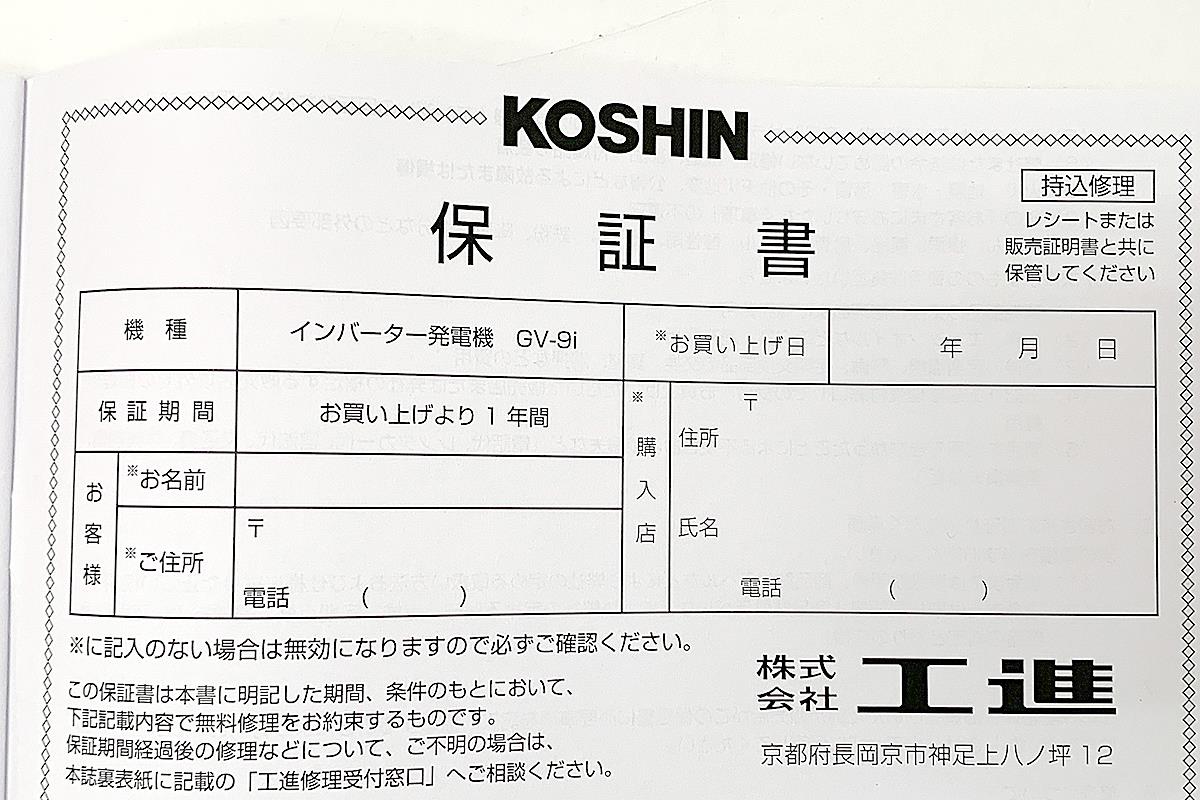 KOSHIN
持込修理
レシートまたは
販売証明書と共に
保管してください
保証書
機種
インバーター発電機 GV-9i
※お買い上げ日
年 月 日
保証期間
お買い上げより 1 年間
お客様
※お名前
※ご住所
〒
電話 ( )
※購入店
〒
住所
氏名
電話 ( )
※に記入のない場合は無効になりますので必ずご確認ください。
この保証書は本書に明記した期間、条件のもとにおいて、
下記記載内容で無料修理をお約束するものです。
保証期間経過後の修理などについて、ご不明の場合は、
本誌裏表紙に記載の「工進修理受付窓口」へご相談ください。
株式会社 工進
京都府長岡京市神足上八ノ坪 12